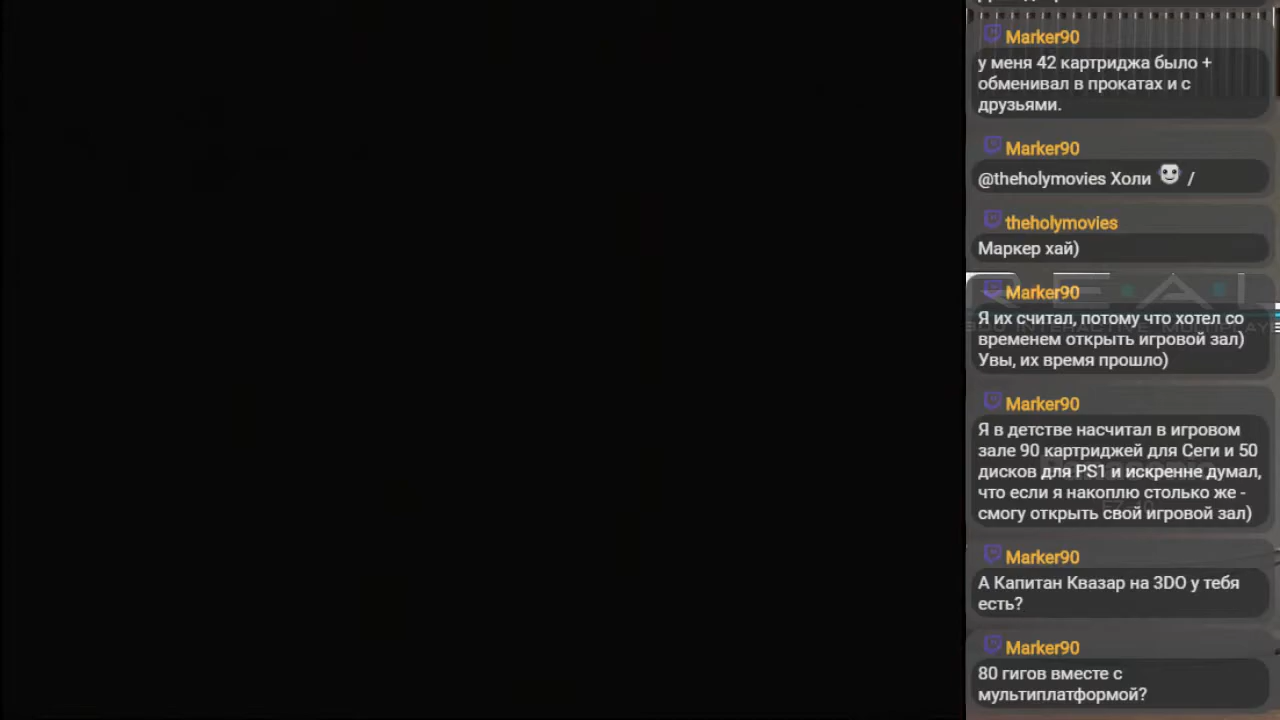 Marker90
у меня 42 картриджа было +
обменивал в прокатах и с
друзьями.
Marker90
@theholymovies Холи /
theholymovies
Маркер хай)
REAL
Marker90
Я их считал, потому что хотел со
временем открыть игровой зал)
Увы, их время прошло)
Marker90
Я в детстве насчитал в игровом
зале 90 картриджей для Сеги и 50
дисков для PS1 и искренне думал,
что если я накоплю столько же -
смогу открыть свой игровой зал)
Marker90
А Капитан Квазар на 3DO у тебя
есть?
Marker90
80 гигов вместе с
мультиплатформой?